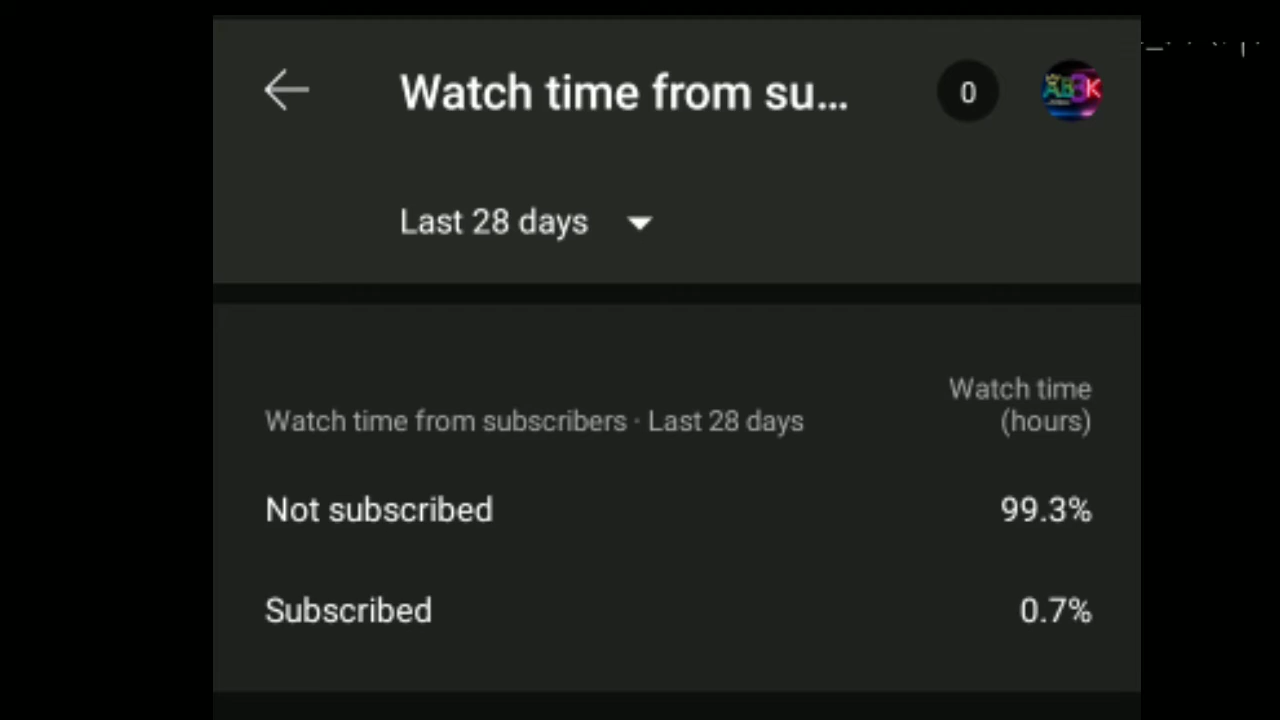 Watch time from su...
0
Last 28 days
Watch time
(hours)
Watch time from subscribers · Last 28 days
Not subscribed 99.3%
Subscribed 0.7%